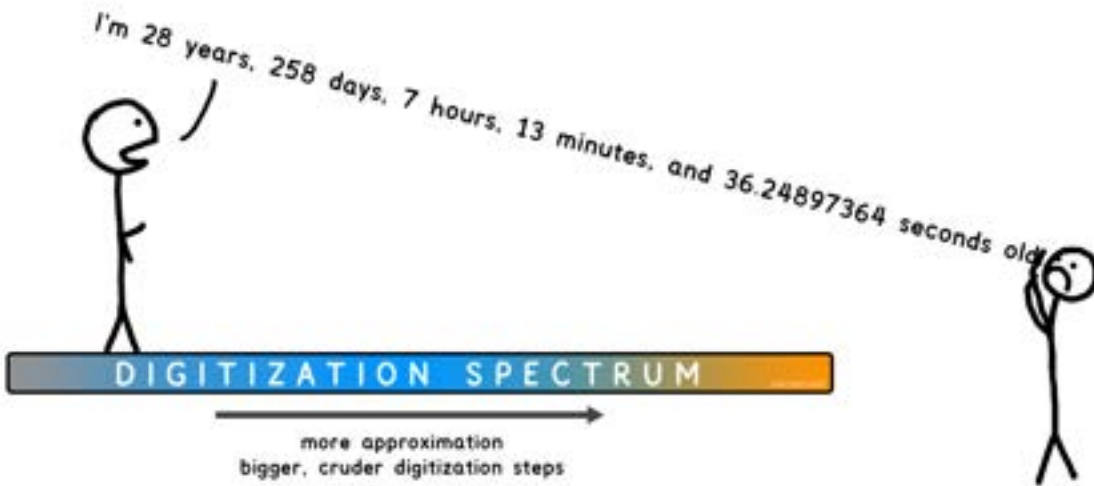 I'm 28 years, 258 days, 7 hours, 13 minutes, and 36.24897364 seconds old
DIGITIZATION SPECTRUM
more approximation
bigger, cruder digitization steps